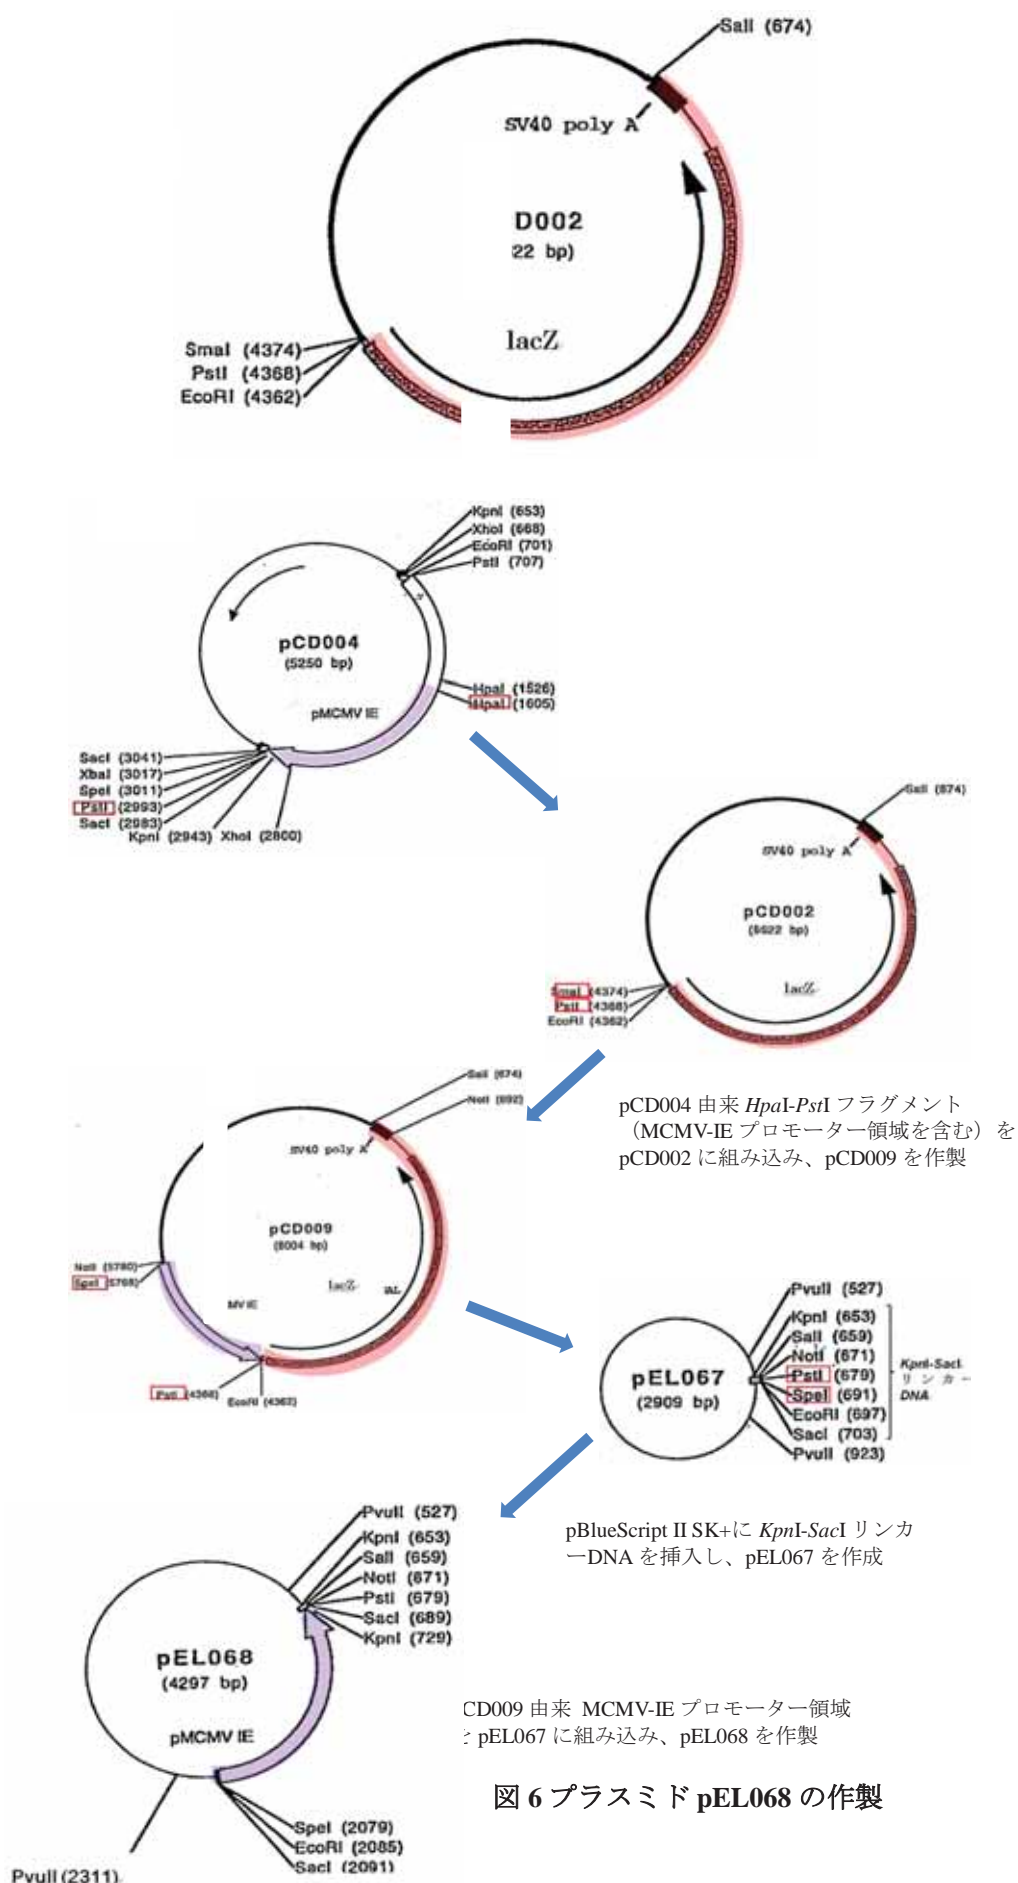 SalI (674)
SV40 poly A
D002
22 bp)
lacZ
SmaI (4374)
PstI (4368)
EcoRI (4362)
KpnI (653)
XhoI (668)
EcoRI (701)
PstI (707)
pCD004
(5250 bp)
HpaI (1526)
HpaI (1605)
pMCMV IE
SacI (3041)
XbaI (3017)
SpeI (3011)
PstI (2993)
SacI (2983)
KpnI (2943) XhoI (2800)
SalI (674)
SV40 poly A
pCD002
(6622 bp)
lacZ
SmaI (4374)
PstI (4368)
EcoRI (4362)
pCD004 由来 HpaI-PstI フラグメント
（MCMV-IE プロモーター領域を含む）を
pCD002 に組み込み、pCD009 を作製
SalI (674)
NotI (692)
SV40 poly A
pCD009
(8004 bp)
NotI (5780)
SpeI (5768)
lacZ
MV IE
PstI (4368)
EcoRI (4362)
PvuII (527)
KpnI (653)
SalI (659)
NotI (671)
PstI (679)
SpeI (691)
EcoRI (697)
SacI (703)
PvuII (923)
pEL067
(2909 bp)
KpnI-SacI
リンカー
DNA
pBlueScript II SK+に KpnI-SacI リンカ
ーDNA を挿入し、pEL067 を作成
PvuII (527)
KpnI (653)
SalI (659)
NotI (671)
PstI (679)
SacI (689)
KpnI (729)
pEL068
(4297 bp)
pMCMV IE
SpeI (2079)
EcoRI (2085)
SacI (2091)
PvuII (2311)
CD009 由来 MCMV-IE プロモーター領域
pEL067 に組み込み、pEL068 を作製
図 6 プラスミド pEL068 の作製